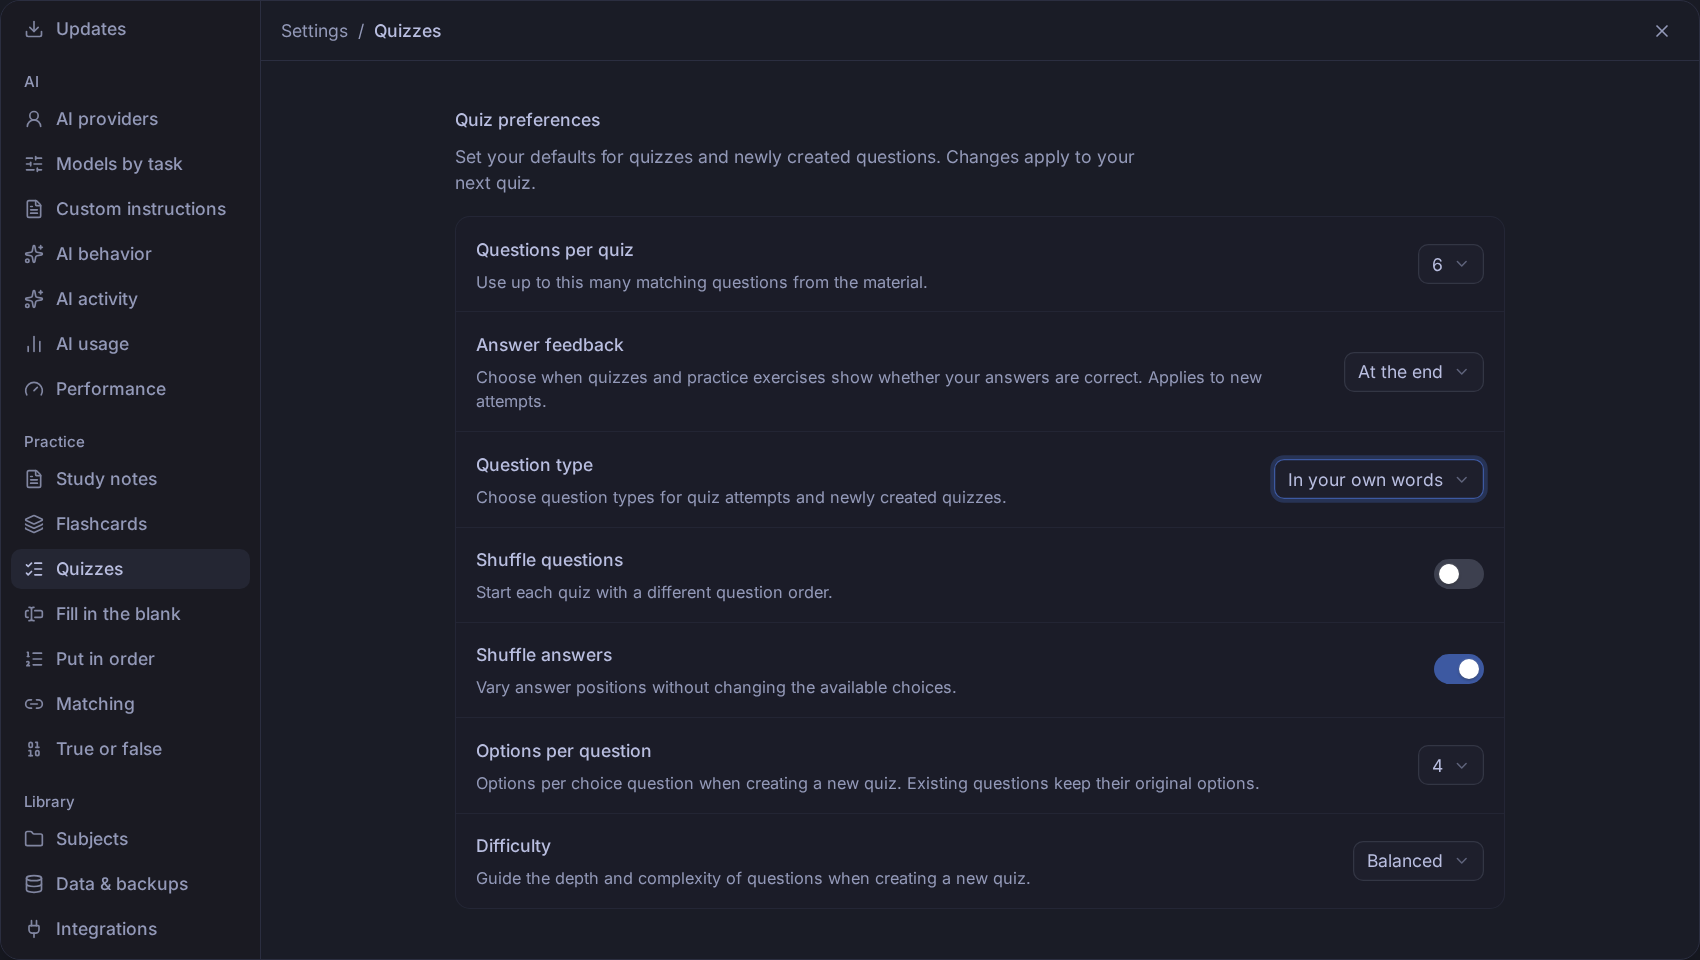 Updates
AI
AI providers
Models by task
Custom instructions
AI behavior
AI activity
AI usage
Performance
Practice
Study notes
Flashcards
Quizzes
Fill in the blank
Put in order
Matching
True or false
Library
Subjects
Data & backups
Integrations
Settings / Quizzes
Quiz preferences
Set your defaults for quizzes and newly created questions. Changes apply to your
next quiz.
Questions per quiz
Use up to this many matching questions from the material.
6
Answer feedback
Choose when quizzes and practice exercises show whether your answers are correct. Applies to new
attempts.
At the end
Question type
Choose question types for quiz attempts and newly created quizzes.
In your own words
Shuffle questions
Start each quiz with a different question order.
Shuffle answers
Vary answer positions without changing the available choices.
Options per question
Options per choice question when creating a new quiz. Existing questions keep their original options.
4
Difficulty
Guide the depth and complexity of questions when creating a new quiz.
Balanced